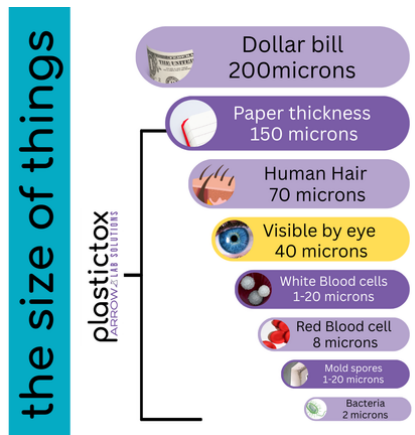 the size of things
plastictox
ARROW LAB SOLUTIONS
Dollar bill
200microns
Paper thickness
150 microns
Human Hair
70 microns
Visible by eye
40 microns
White Blood cells
1-20 microns
Red Blood cell
8 microns
Mold spores
1-20 microns
Bacteria
2 microns